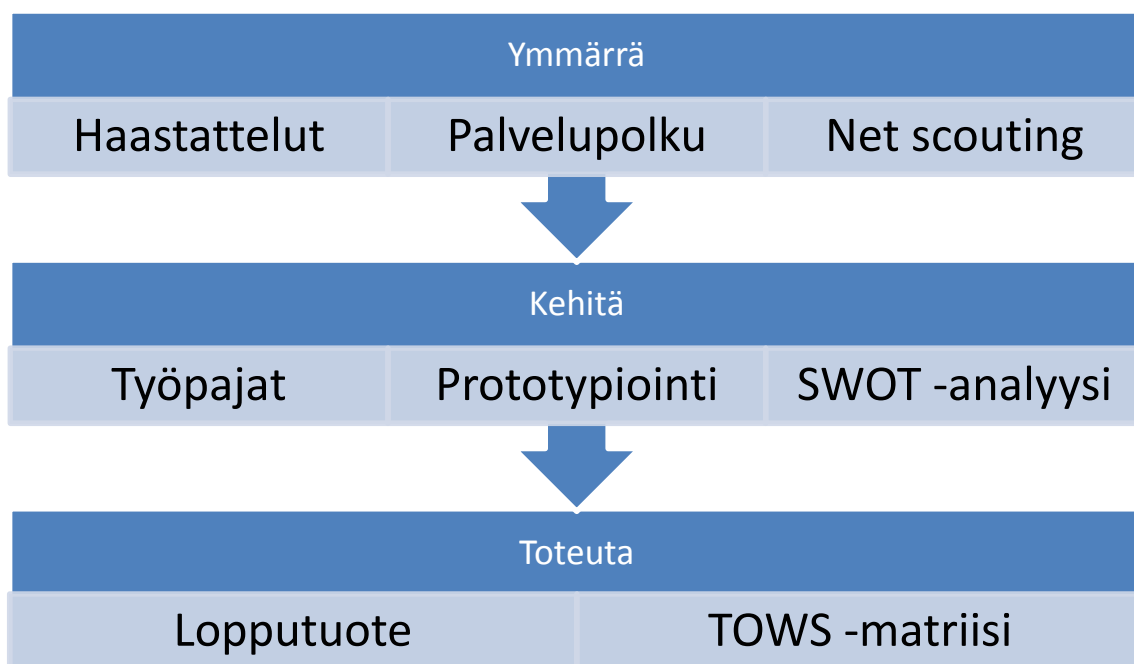 Ymmärrä
Haastattelut Palvelupolku Net scouting
Kehitä
Työpajat Prototypiointi SWOT -analyysi
Toteuta
Lopputuote TOWS -matriisi